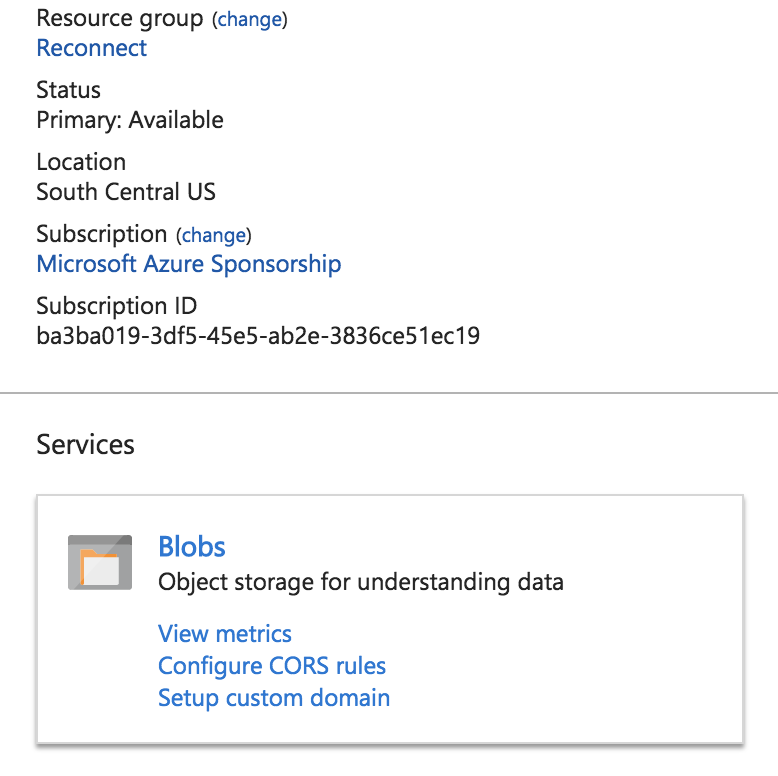 Resource group (change)
Reconnect
Status
Primary: Available
Location
South Central US
Subscription (change)
Microsoft Azure Sponsorship
Subscription ID
ba3ba019-3df5-45e5-ab2e-3836ce51ec19
Services
Blobs
Object storage for understanding data
View metrics
Configure CORS rules
Setup custom domain